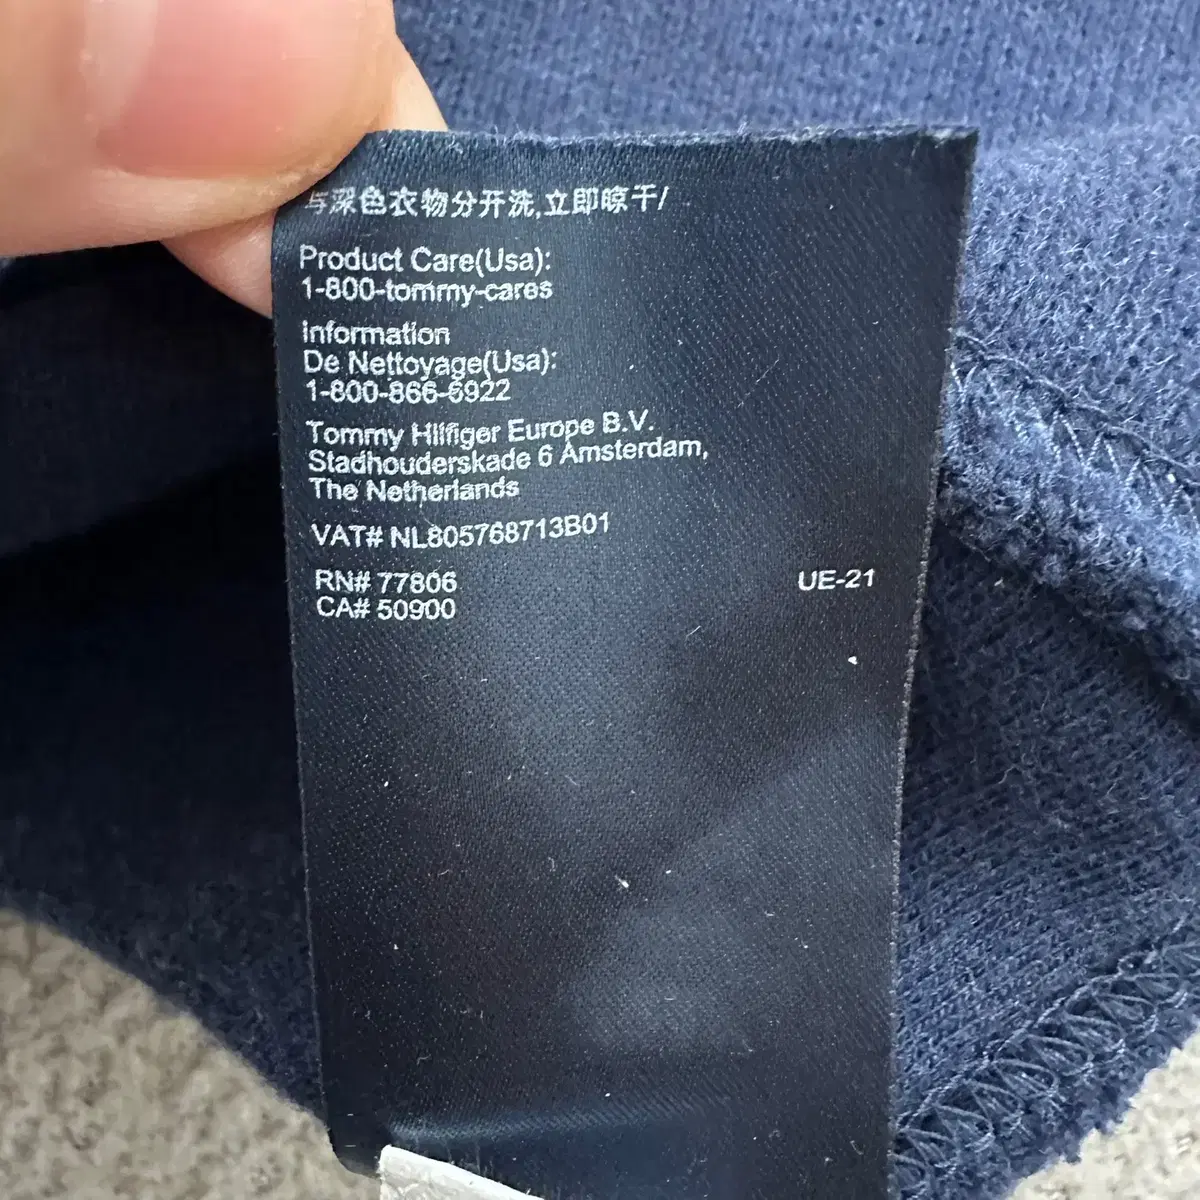 与深色衣物分开洗,立即晾干/
Product Care(Usa):
1-800-tommy-cares
Information
De Nettoyage(Usa):
1-800-866-6922
Tommy Hilfiger Europe B.V.
Stadhouderskade 6 Amsterdam,
The Netherlands
VAT# NL805768713B01
RN# 77806
CA# 50900
UE-21